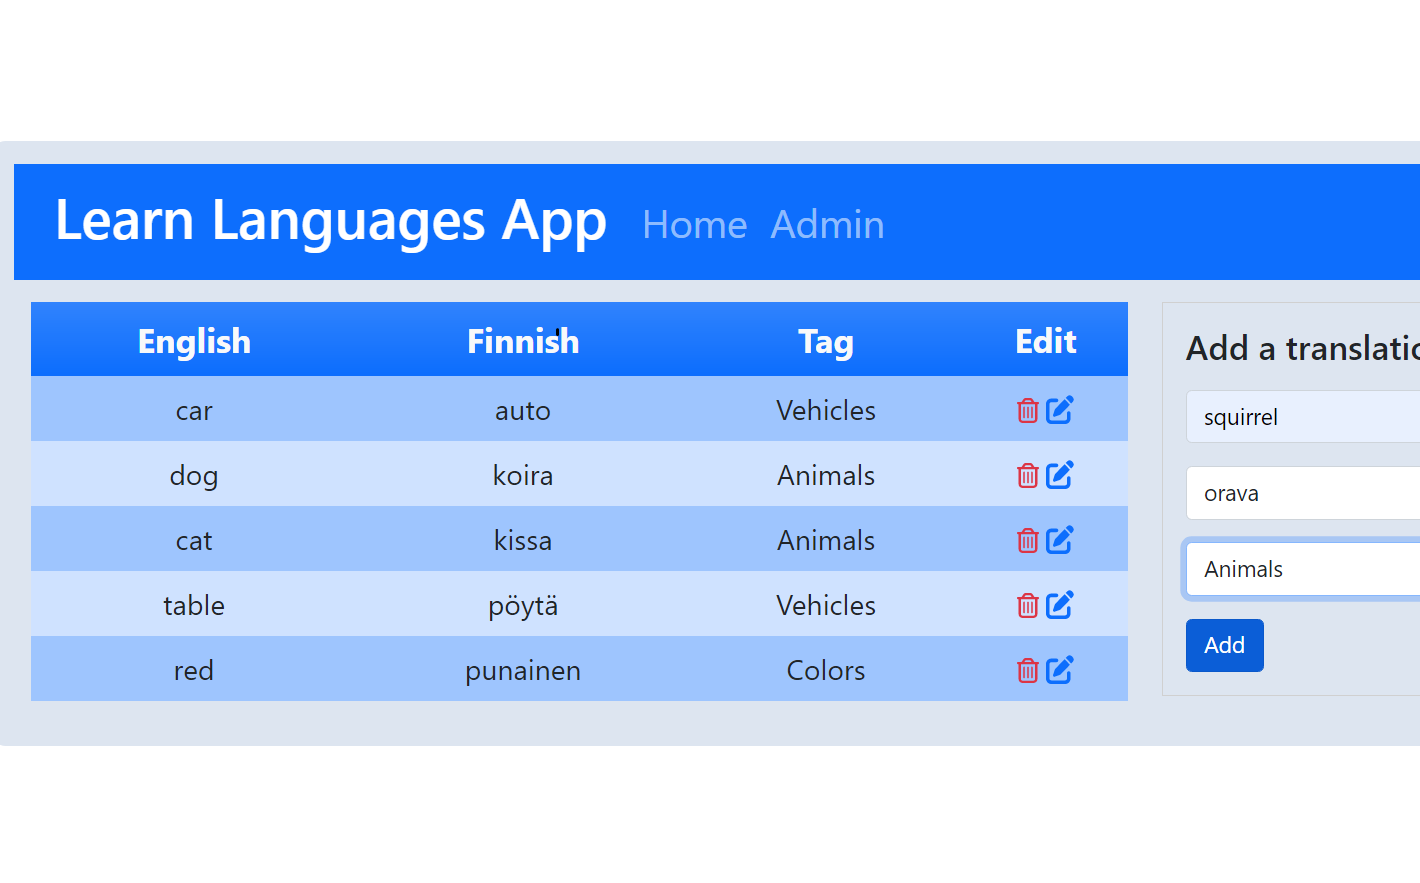 Learn Languages App Home Admin
English Finnish Tag Edit
car auto Vehicles
dog koira Animals
cat kissa Animals
table pöytä Vehicles
red punainen Colors
Add a translatio
squirrel
orava
Animals
Add